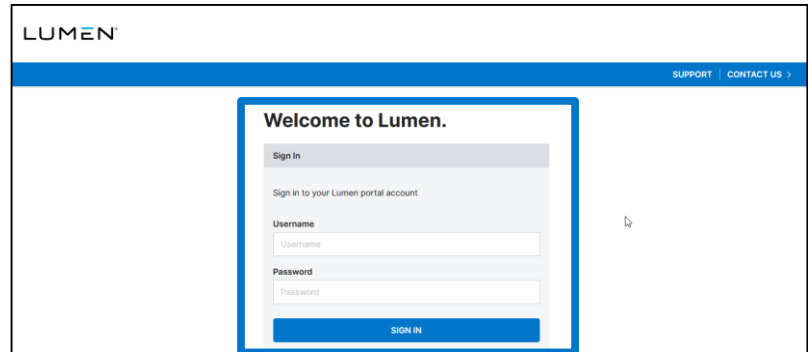 LUMEN®
SUPPORT CONTACT US >
Welcome to Lumen.
Sign In
Sign in to your Lumen portal account
Username
Username
Password
Password
SIGN IN